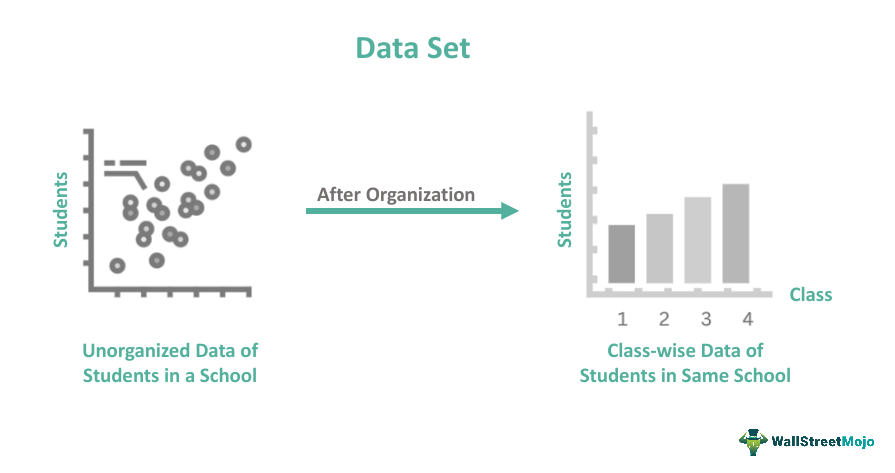 Data Set
Students
After Organization
Students
Class
1 2 3 4
Unorganized Data of
Students in a School
Class-wise Data of
Students in Same School
WallStreetMojo